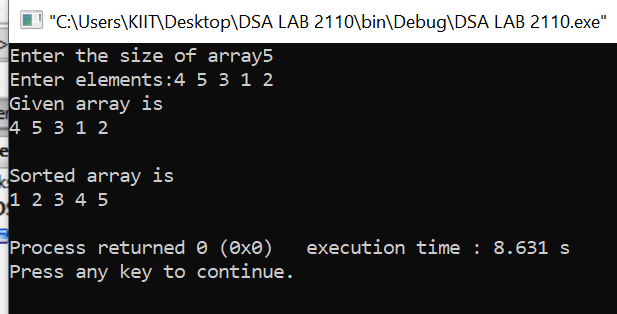 "C:\Users\KIIT\Desktop\DSA LAB 2110\bin\Debug\DSA LAB 2110.exe"
Enter the size of array5
Enter elements:4 5 3 1 2
Given array is
4 5 3 1 2
Sorted array is
1 2 3 4 5
Process returned 0 (0x0)   execution time : 8.631 s
Press any key to continue.